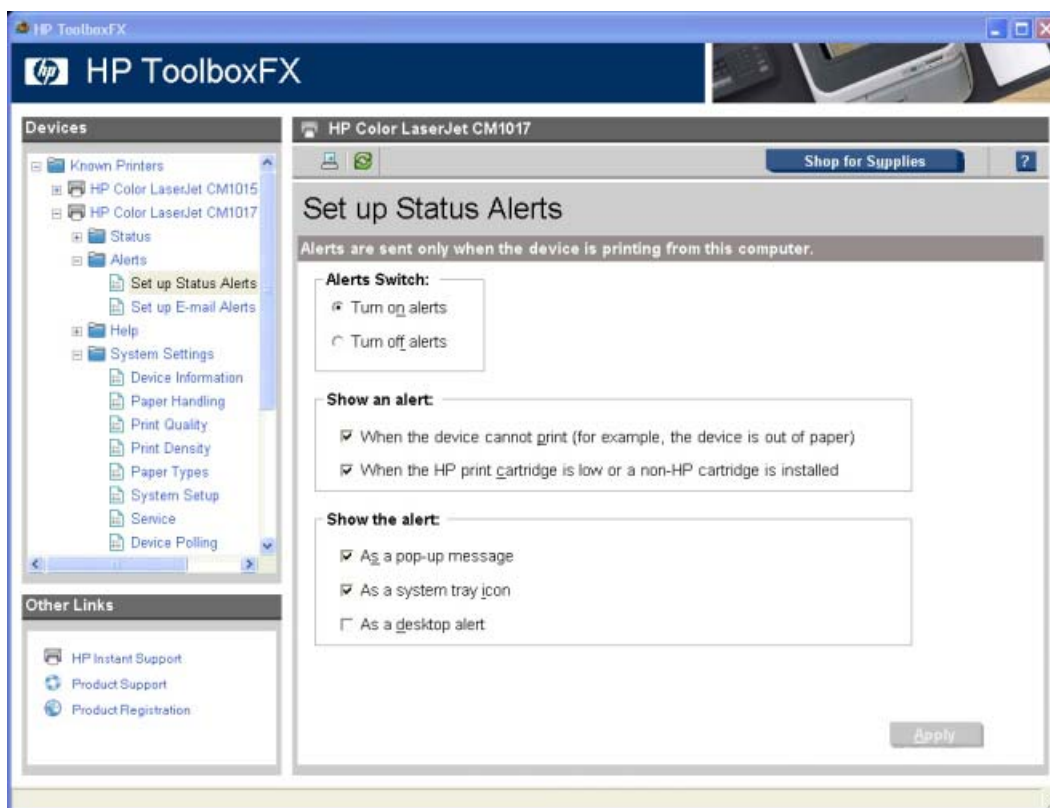 HP ToolboxFX
hp HP ToolboxFX
Devices
Known Printers
HP Color LaserJet CM1015
HP Color LaserJet CM1017
Status
Alerts
Set up Status Alerts
Set up E-mail Alerts
Help
System Settings
Device Information
Paper Handling
Print Quality
Print Density
Paper Types
System Setup
Service
Device Polling
Other Links
HP Instant Support
Product Support
Product Registration
HP Color LaserJet CM1017
Shop for Supplies ?
Set up Status Alerts
Alerts are sent only when the device is printing from this computer.
Alerts Switch:
Turn on alerts
Turn off alerts
Show an alert:
When the device cannot print (for example, the device is out of paper)
When the HP print cartridge is low or a non-HP cartridge is installed
Show the alert:
As a pop-up message
As a system tray icon
As a desktop alert
Apply